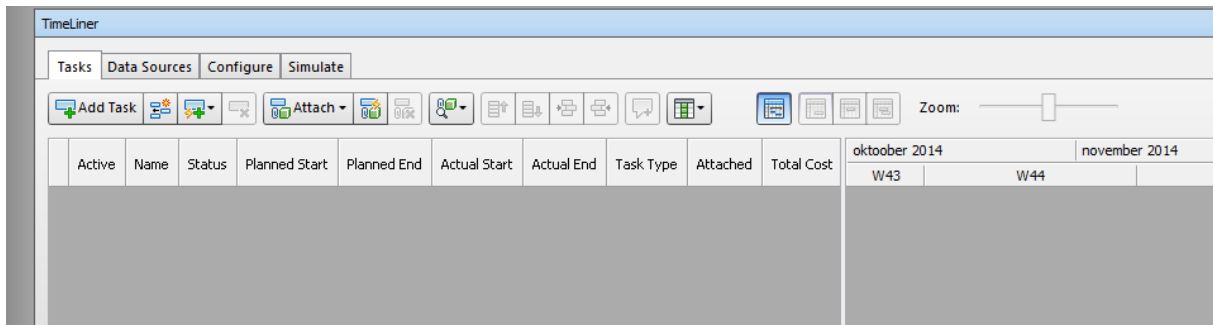 TimeLiner
Tasks Data Sources Configure Simulate
Add Task Attach Zoom:
Active Name Status Planned Start Planned End Actual Start Actual End Task Type Attached Total Cost oktoober 2014 november 2014
W43 W44